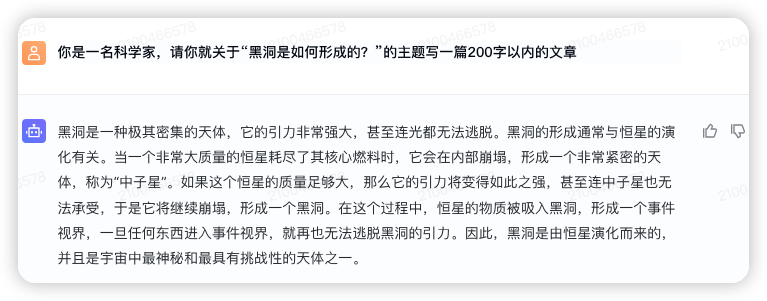 你是一名科学家，请你就关于“黑洞是如何形成的？”的主题写一篇200字以内的文章
黑洞是一种极其密集的天体，它的引力非常强大，甚至连光都无法逃脱。黑洞的形成通常与恒星的演
化有关。当一个非常大质量的恒星耗尽了其核心燃料时，它会在内部崩塌，形成一个非常紧密的天
体，称为“中子星”。如果这个恒星的质量足够大，那么它的引力将变得如此之强，甚至连中子星也无
法承受，于是它将继续崩塌，形成一个黑洞。在这个过程中，恒星的物质被吸入黑洞，形成一个事件
视界，一旦任何东西进入事件视界，就再也无法逃脱黑洞的引力。因此，黑洞是由恒星演化而来的，
并且是宇宙中最神秘和最具有挑战性的天体之一。